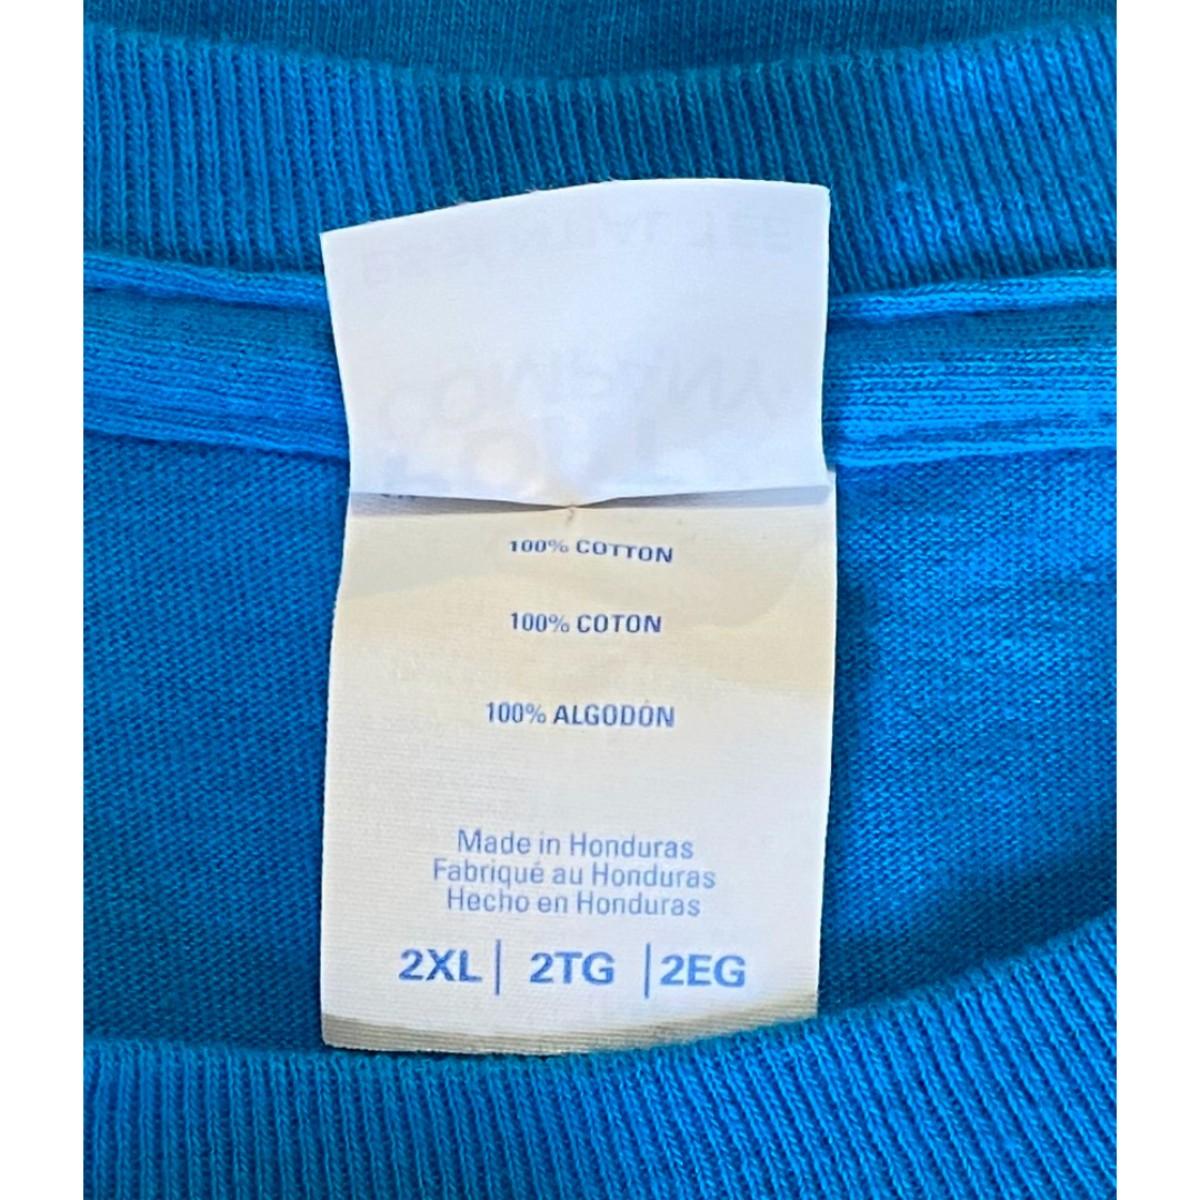 100% COTTON
100% COTON
100% ALGODÓN
Made in Honduras
Fabriqué au Honduras
Hecho en Honduras
2XL | 2TG | 2EG